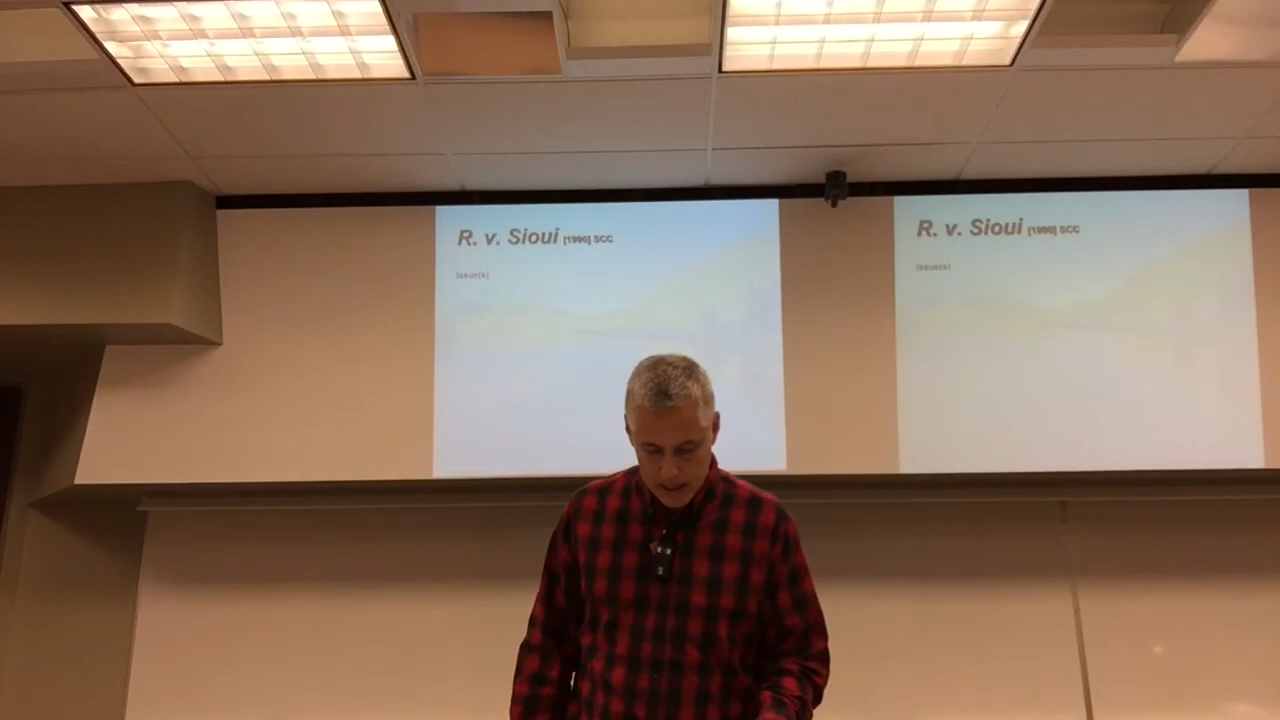 R. v. Sioui [1990] SCC
Issue(s)
R. v. Sioui [1990] SCC
Issue(s)